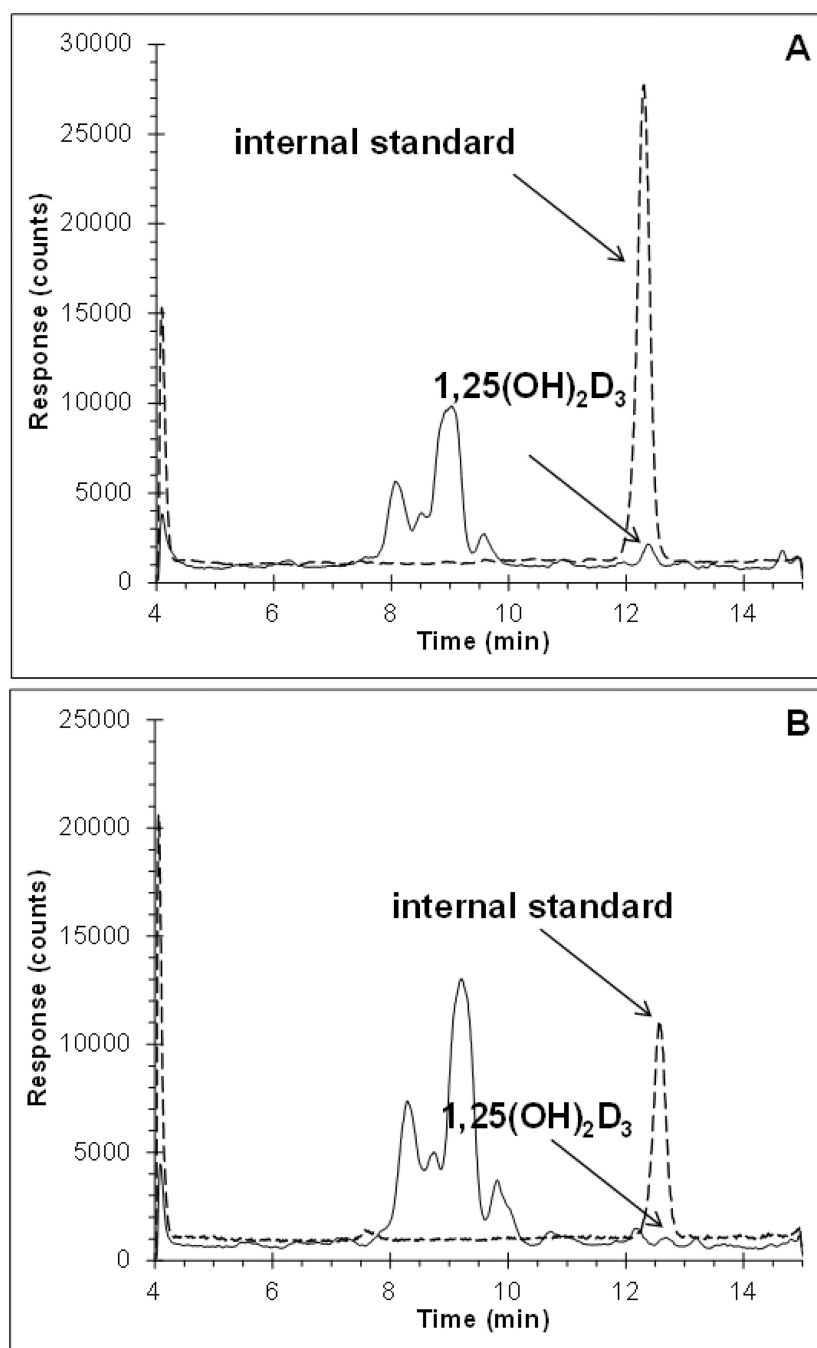 A
30000
25000
20000
15000
10000
5000
0
Response (counts)
internal standard
1,25(OH)₂D₃
4 6 8 10 12 14
Time (min)
B
25000
20000
15000
10000
5000
0
Response (counts)
internal standard
1,25(OH)₂D₃
4 6 8 10 12 14
Time (min)